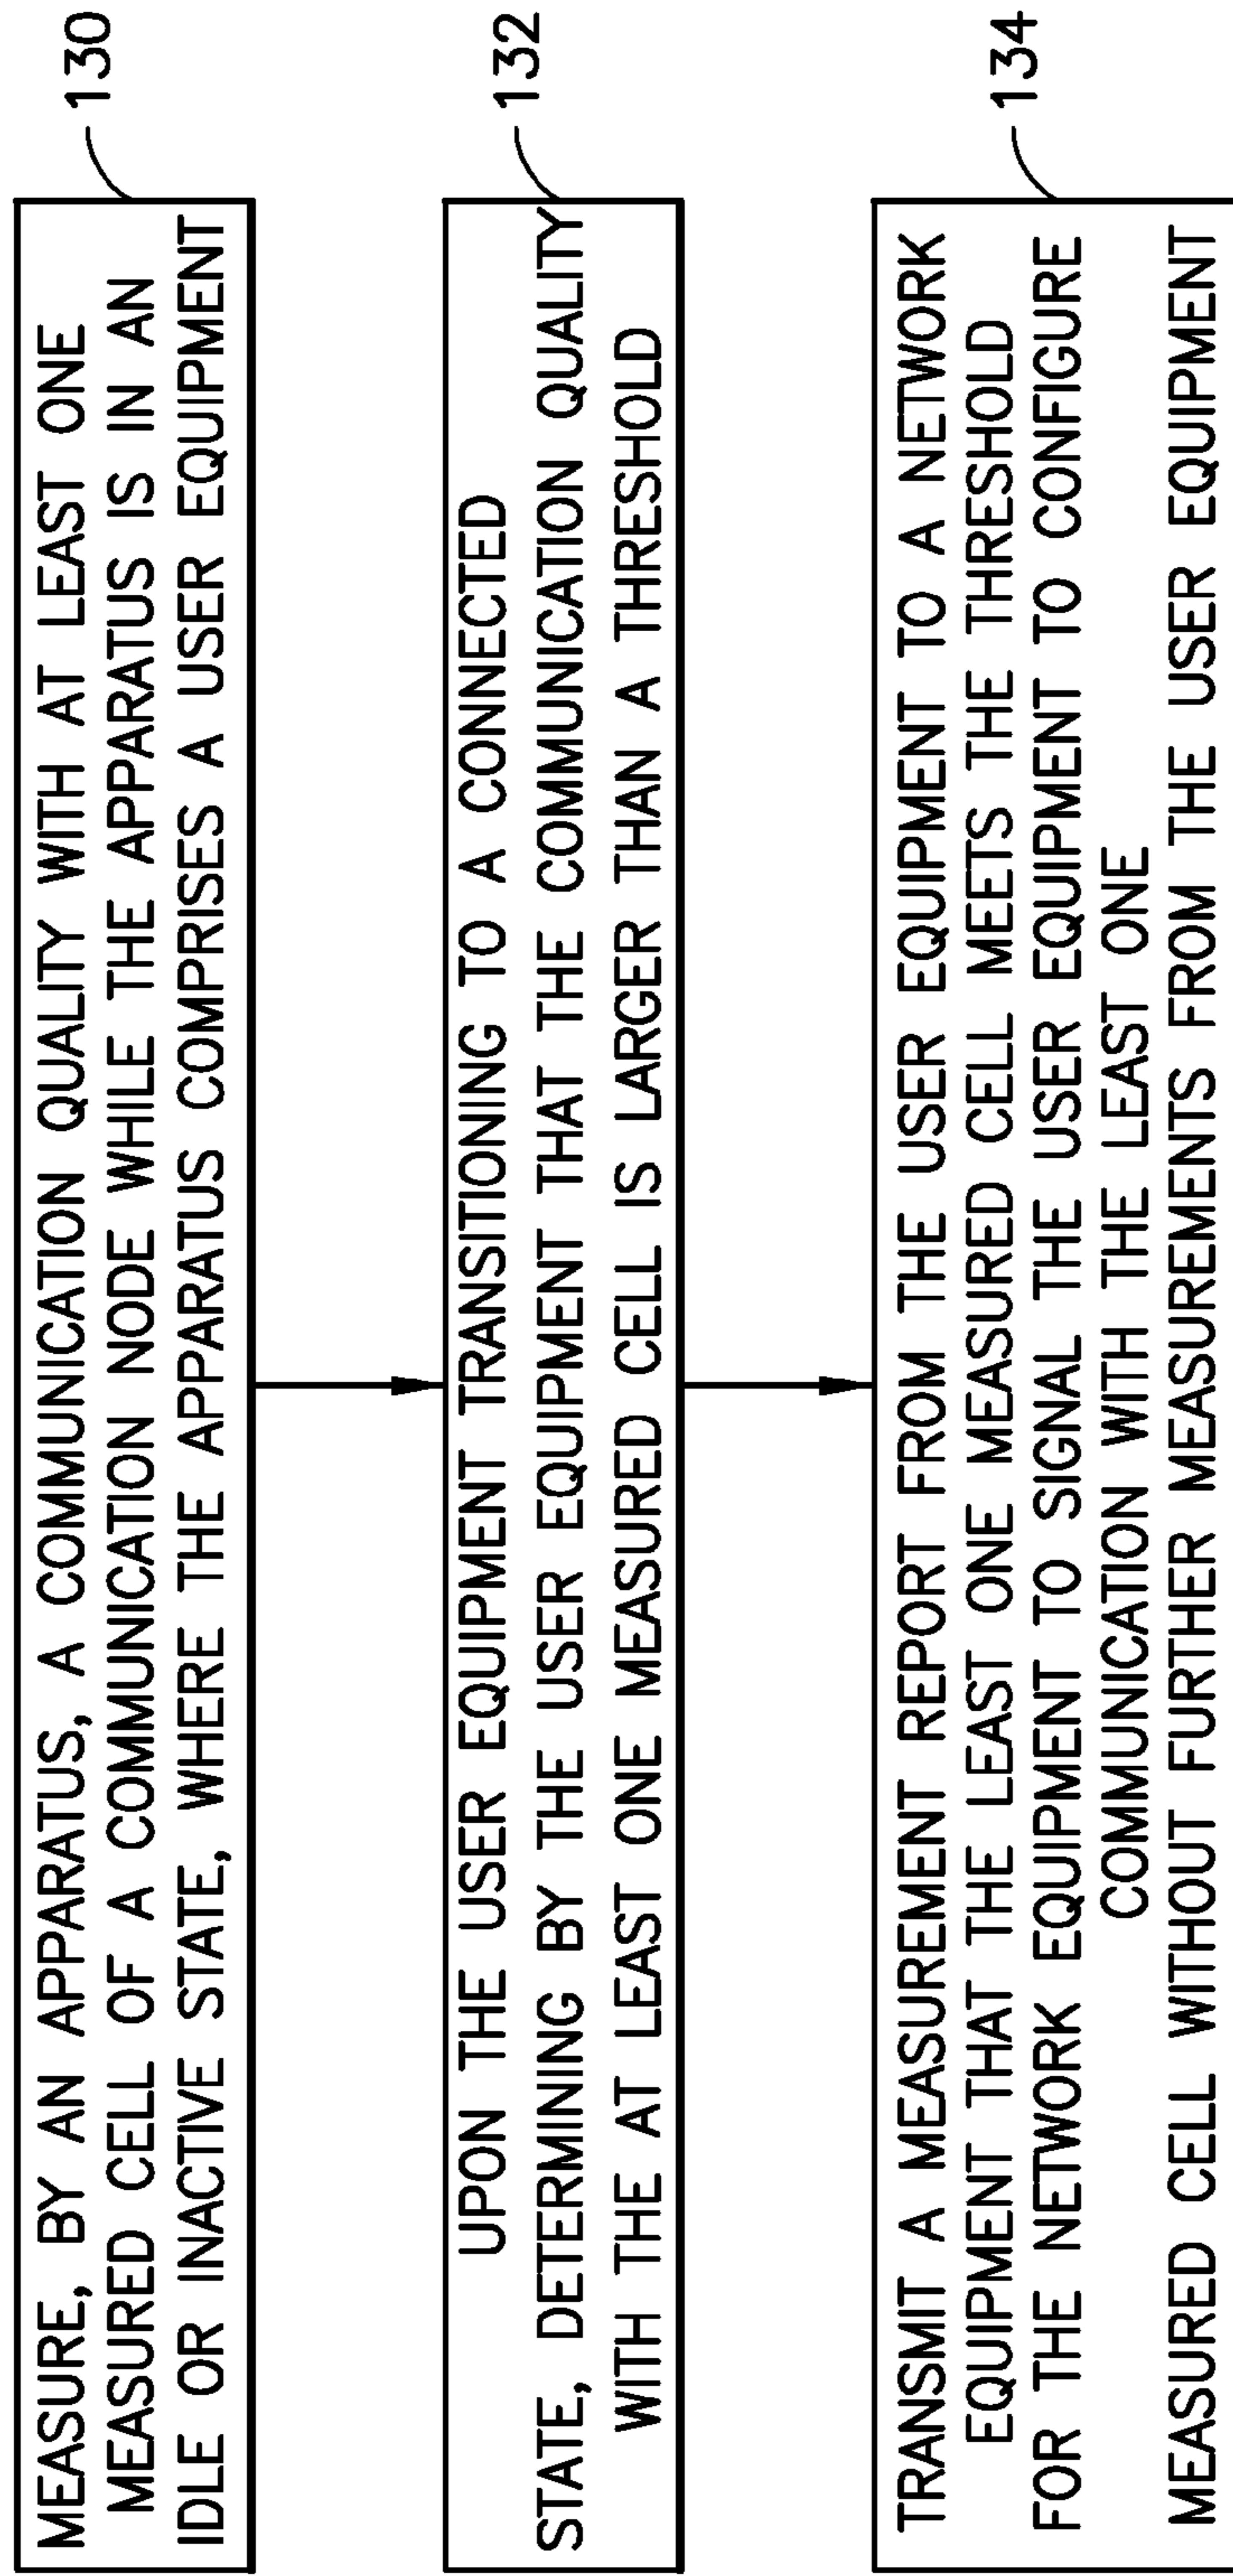 MEASURE, BY AN APPARATUS, A COMMUNICATION QUALITY WITH AT LEAST ONE
MEASURED CELL OF A COMMUNICATION NODE WHILE THE APPARATUS IS IN AN
IDLE OR INACTIVE STATE, WHERE THE APPARATUS COMPRISES A USER EQUIPMENT
130
UPON THE USER EQUIPMENT TRANSITIONING TO A CONNECTED
STATE, DETERMINING BY THE USER EQUIPMENT THAT THE COMMUNICATION QUALITY
WITH THE AT LEAST ONE MEASURED CELL IS LARGER THAN A THRESHOLD
132
TRANSMIT A MEASUREMENT REPORT FROM THE USER EQUIPMENT TO A NETWORK
EQUIPMENT THAT THE LEAST ONE MEASURED CELL MEETS THE THRESHOLD
FOR THE NETWORK EQUIPMENT TO SIGNAL THE USER EQUIPMENT TO CONFIGURE
COMMUNICATION WITH THE LEAST ONE
MEASURED CELL WITHOUT FURTHER MEASUREMENTS FROM THE USER EQUIPMENT
134